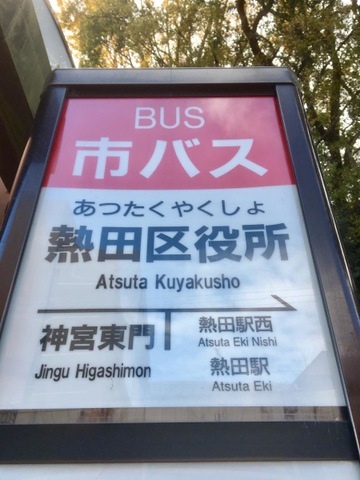 BUS
市バス
あつたくやくしょ
熱田区役所
Atsuta Kuyakusho
神宮東門
Jingu Higashimon
熱田駅西
Atsuta Eki Nishi
熱田駅
Atsuta Eki